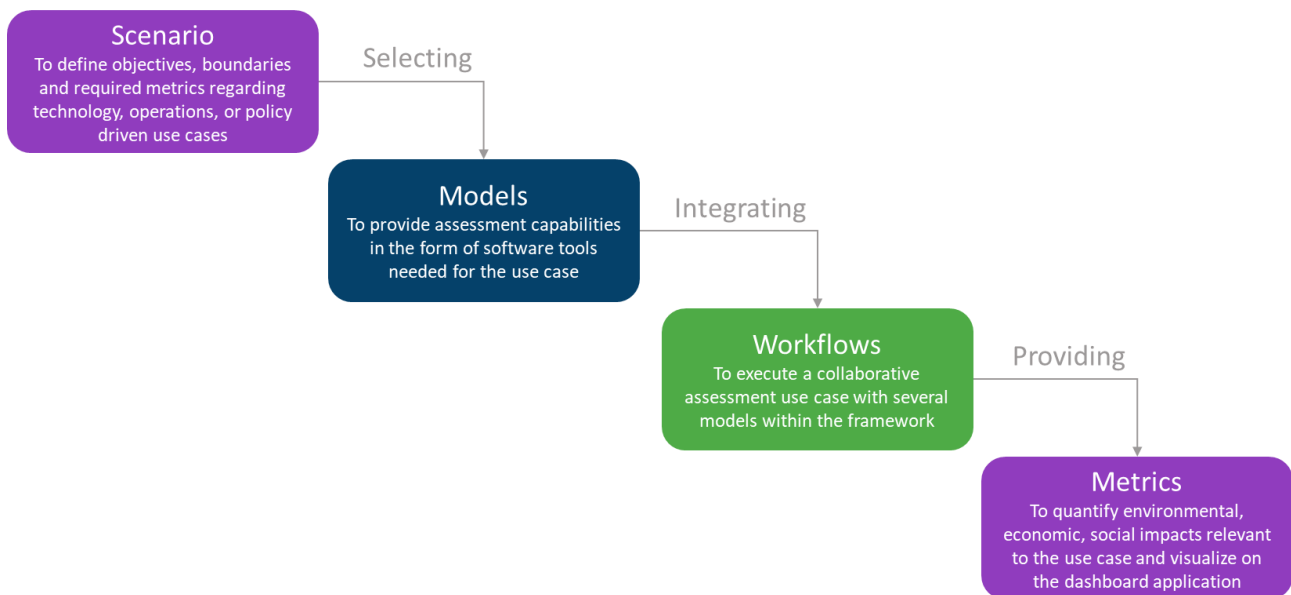 Scenario
To define objectives, boundaries
and required metrics regarding
technology, operations, or policy
driven use cases
Selecting
Models
To provide assessment capabilities
in the form of software tools
needed for the use case
Integrating
Workflows
To execute a collaborative
assessment use case with several
models within the framework
Providing
Metrics
To quantify environmental,
economic, social impacts relevant
to the use case and visualize on
the dashboard application